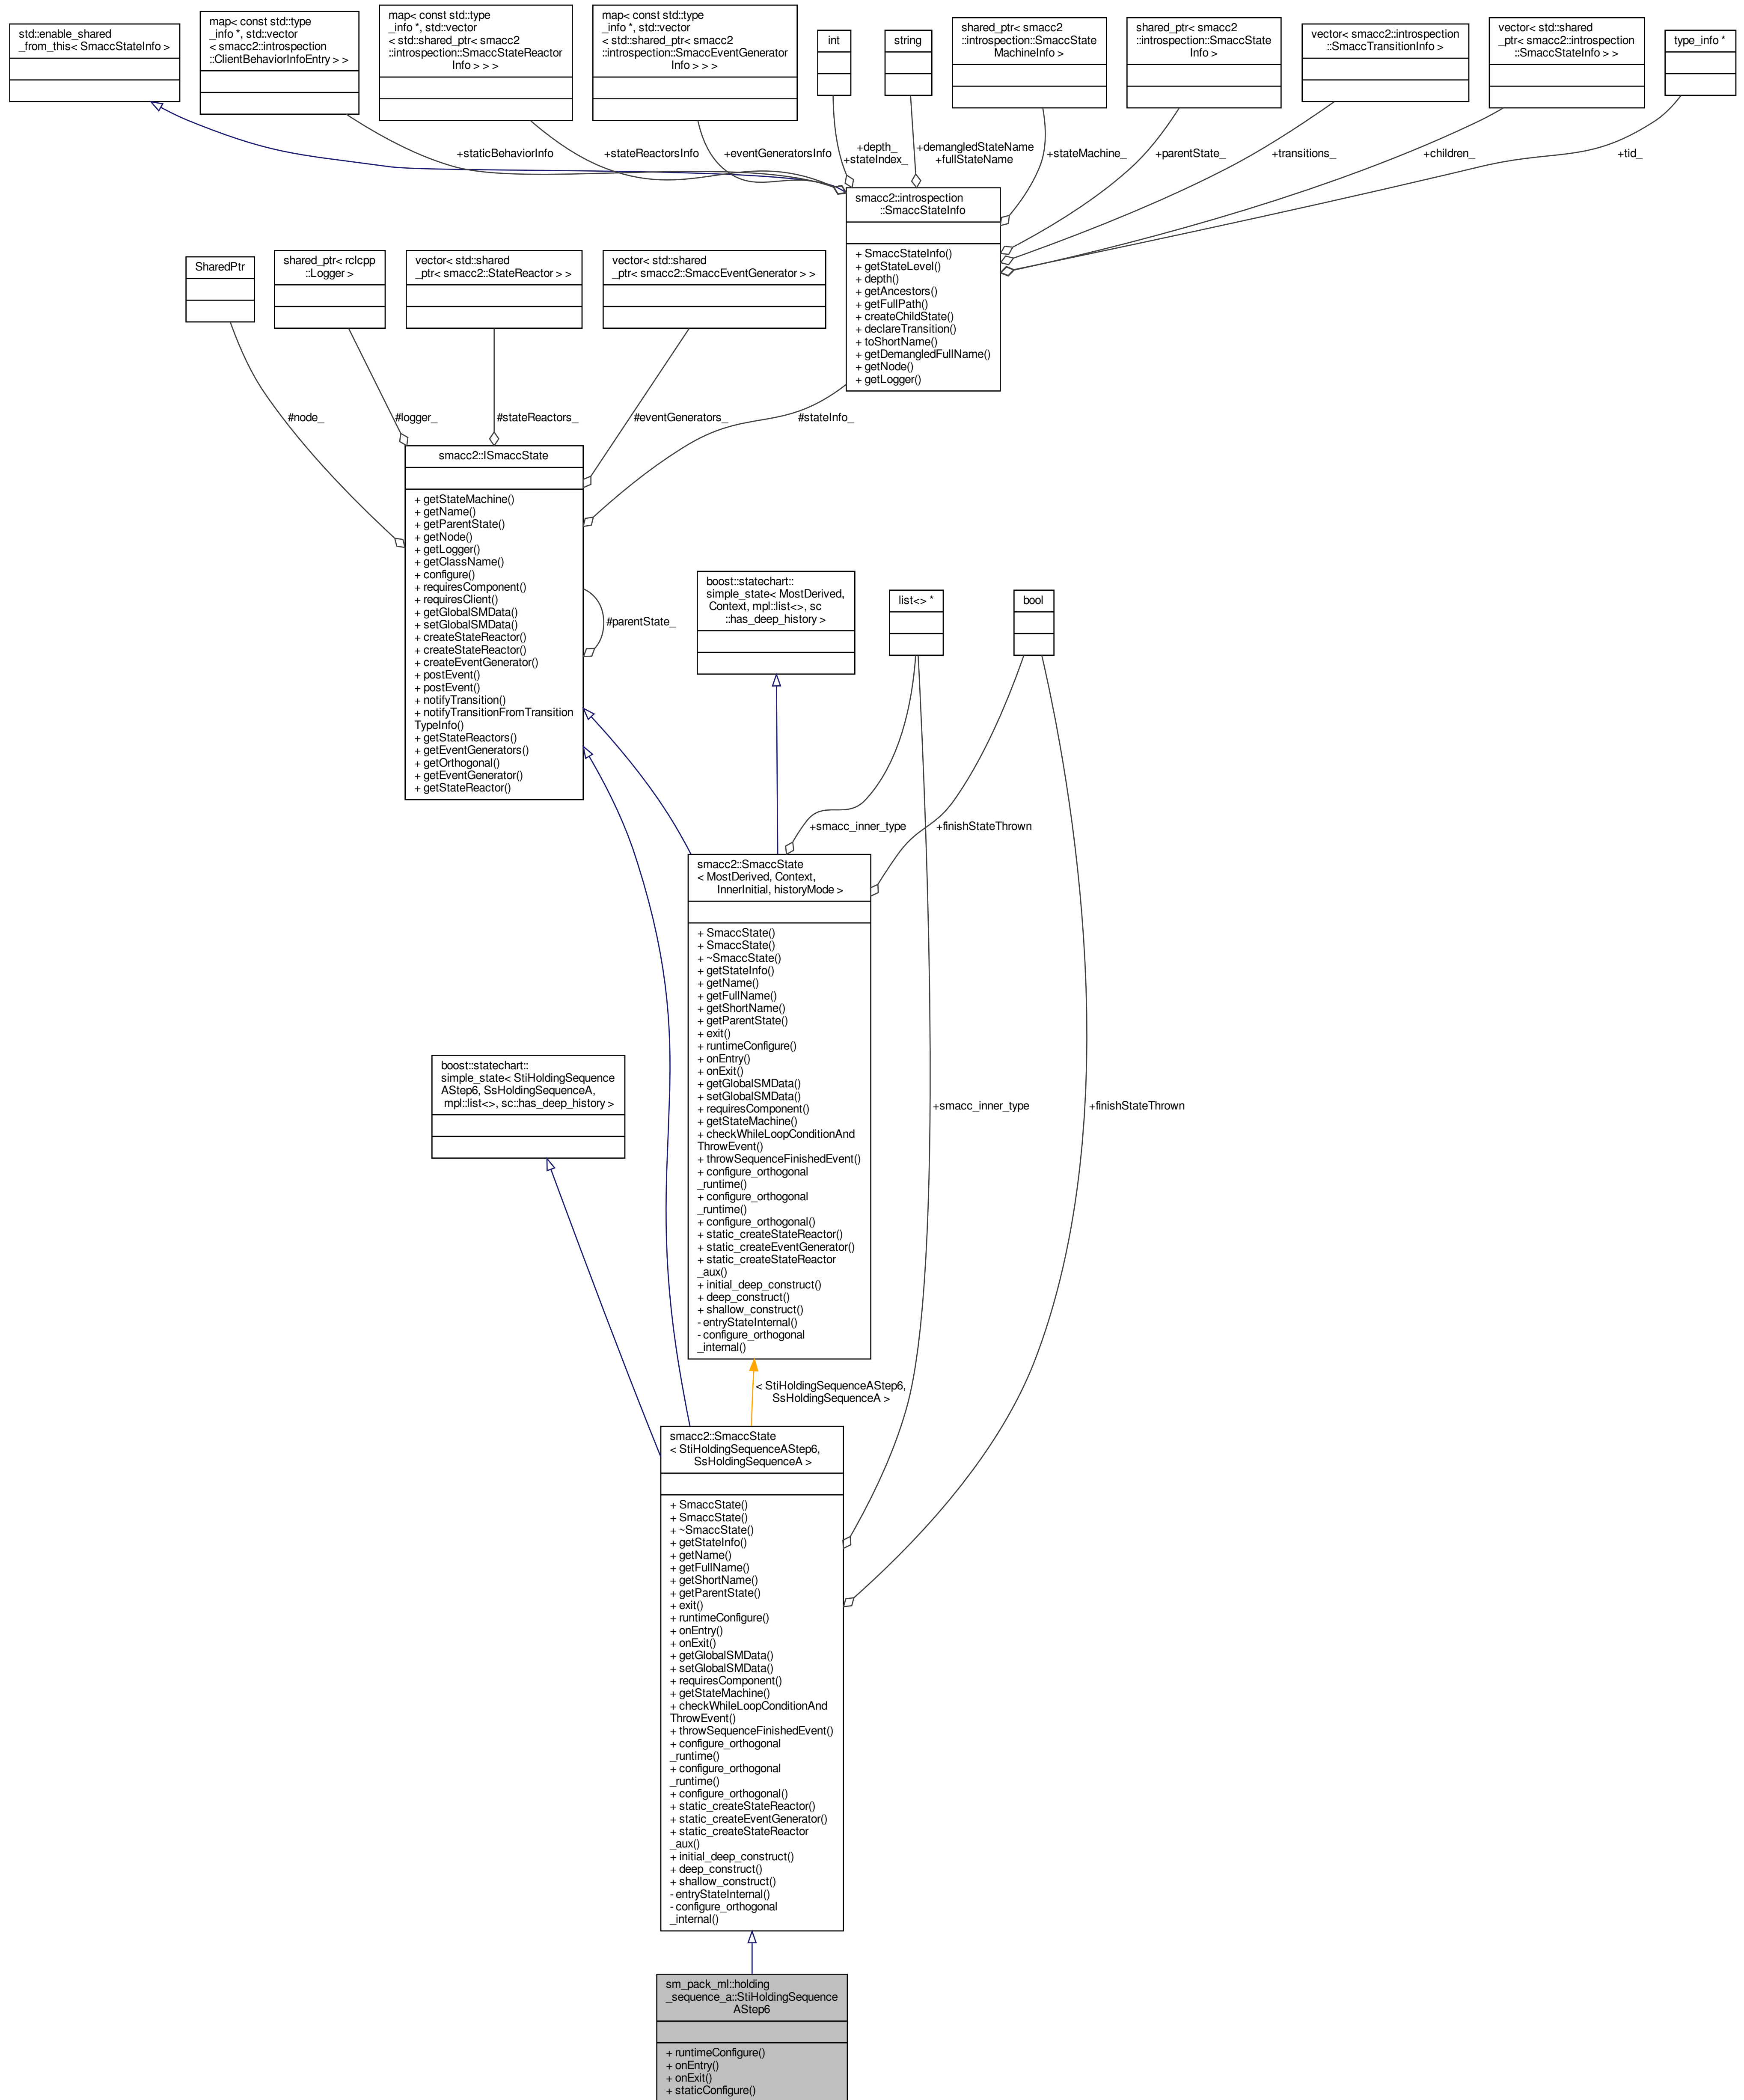 std::enable_shared
_from_this< SmaccStateInfo >
map< const std::type
_info *, std::vector
< smacc2::introspection
::ClientBehaviorInfoEntry > >
map< const std::type
_info *, std::vector
< std::shared_ptr< smacc2
::introspection::SmaccStateReactor
Info > > >
map< const std::type
_info *, std::vector
< std::shared_ptr< smacc2
::introspection::SmaccEventGenerator
Info > > >
int
string
shared_ptr< smacc2
::introspection::SmaccState
MachineInfo >
shared_ptr< smacc2
::introspection::SmaccState
Info >
vector< smacc2::introspection
::SmaccTransitionInfo >
vector< std::shared
_ptr< smacc2::introspection
::SmaccStateInfo > >
type_info *
+staticBehaviorInfo
+stateReactorsInfo
+eventGeneratorsInfo
+depth_
+stateIndex_
+demangledStateName
+fullStateName
+stateMachine_
+parentState_
+transitions_
+children_
+tid_
smacc2::introspection
::SmaccStateInfo
+ SmaccStateInfo()
+ getStateLevel()
+ depth()
+ getAncestors()
+ getFullPath()
+ createChildState()
+ declareTransition()
+ toShortName()
+ getDemangledFullName()
+ getNode()
+ getLogger()
SharedPtr
shared_ptr< rclcpp
::Logger >
vector< std::shared
_ptr< smacc2::StateReactor > >
vector< std::shared
_ptr< smacc2::SmaccEventGenerator > >
#node_
#logger_
#stateReactors_
#eventGenerators_
#stateInfo_
smacc2::ISmaccState
+ getStateMachine()
+ getName()
+ getParentState()
+ getNode()
+ getLogger()
+ getClassName()
+ configure()
+ requiresComponent()
+ requiresClient()
+ getGlobalSMData()
+ setGlobalSMData()
+ createStateReactor()
+ createStateReactor()
+ createEventGenerator()
+ postEvent()
+ postEvent()
+ notifyTransition()
+ notifyTransitionFromTransition
TypeInfo()
+ getStateReactors()
+ getEventGenerators()
+ getOrthogonal()
+ getEventGenerator()
+ getStateReactor()
#parentState_
boost::statechart::
simple_state< MostDerived,
Context, mpl::list<>, sc
::has_deep_history >
list<> *
bool
+smacc_inner_type
+finishStateThrown
smacc2::SmaccState
< MostDerived, Context,
InnerInitial, historyMode >
+ SmaccState()
+ SmaccState()
+ ~SmaccState()
+ getStateInfo()
+ getName()
+ getFullName()
+ getShortName()
+ getParentState()
+ exit()
+ runtimeConfigure()
+ onEntry()
+ onExit()
+ getGlobalSMData()
+ setGlobalSMData()
+ requiresComponent()
+ getStateMachine()
+ checkWhileLoopConditionAnd
ThrowEvent()
+ throwSequenceFinishedEvent()
+ configure_orthogonal
_runtime()
+ configure_orthogonal
_runtime()
+ configure_orthogonal()
+ static_createStateReactor()
+ static_createEventGenerator()
+ static_createStateReactor
_aux()
+ initial_deep_construct()
+ deep_construct()
+ shallow_construct()
- entryStateInternal()
- configure_orthogonal
_internal()
boost::statechart::
simple_state< StiHoldingSequence
AStep6, SsHoldingSequenceA,
mpl::list<>, sc::has_deep_history >
+smacc_inner_type
+finishStateThrown
< StiHoldingSequenceAStep6,
SsHoldingSequenceA >
smacc2::SmaccState
< StiHoldingSequenceAStep6,
SsHoldingSequenceA >
+ SmaccState()
+ SmaccState()
+ ~SmaccState()
+ getStateInfo()
+ getName()
+ getFullName()
+ getShortName()
+ getParentState()
+ exit()
+ runtimeConfigure()
+ onEntry()
+ onExit()
+ getGlobalSMData()
+ setGlobalSMData()
+ requiresComponent()
+ getStateMachine()
+ checkWhileLoopConditionAnd
ThrowEvent()
+ throwSequenceFinishedEvent()
+ configure_orthogonal
_runtime()
+ configure_orthogonal
_runtime()
+ configure_orthogonal()
+ static_createStateReactor()
+ static_createEventGenerator()
+ static_createStateReactor
_aux()
+ initial_deep_construct()
+ deep_construct()
+ shallow_construct()
- entryStateInternal()
- configure_orthogonal
_internal()
sm_pack_ml::holding
_sequence_a::StiHoldingSequence
AStep6
+ runtimeConfigure()
+ onEntry()
+ onExit()
+ staticConfigure()